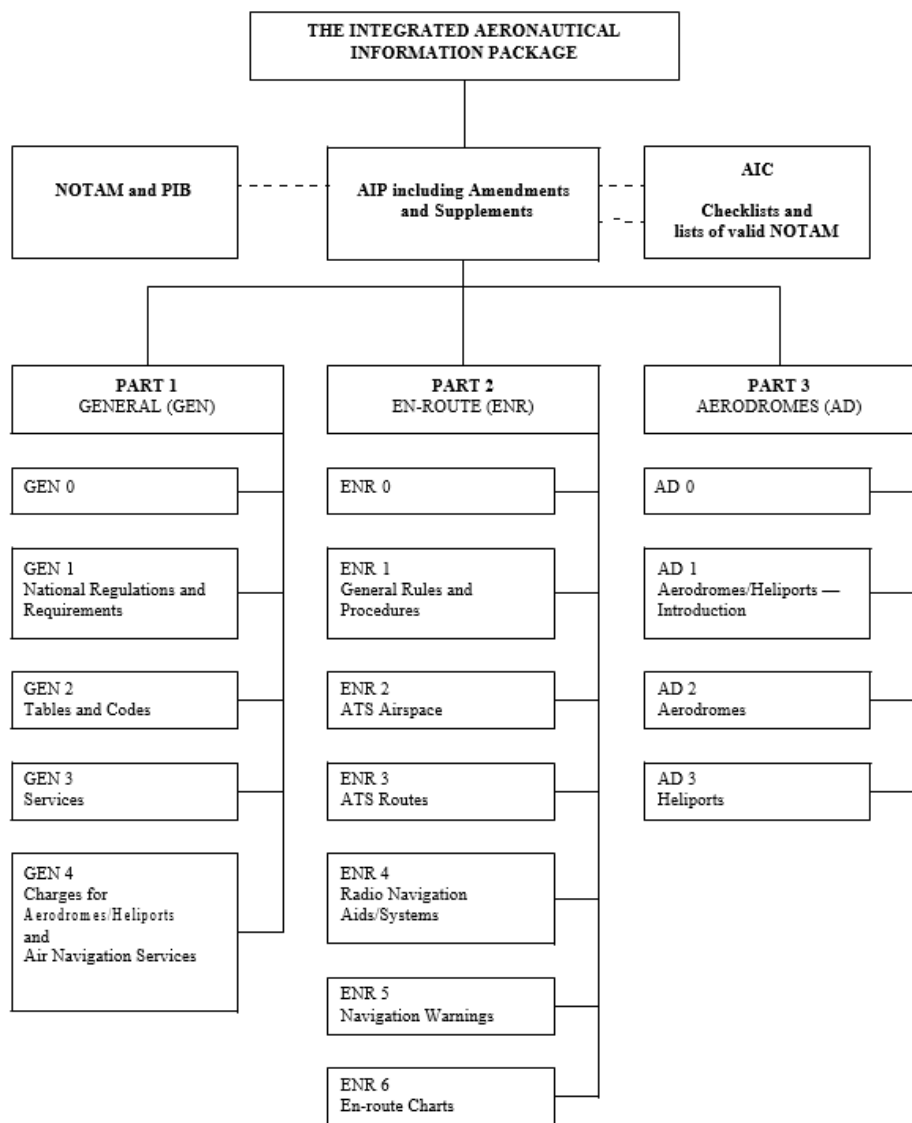 THE INTEGRATED AERONAUTICAL
INFORMATION PACKAGE
NOTAM and PIB
AIP including Amendments
and Supplements
AIC
Checklists and
lists of valid NOTAM
PART 1
GENERAL (GEN)
GEN 0
GEN 1
National Regulations and
Requirements
GEN 2
Tables and Codes
GEN 3
Services
GEN 4
Charges for
Aerodromes/Heliports
and
Air Navigation Services
PART 2
EN-ROUTE (ENR)
ENR 0
ENR 1
General Rules and
Procedures
ENR 2
ATS Airspace
ENR 3
ATS Routes
ENR 4
Radio Navigation
Aids/Systems
ENR 5
Navigation Warnings
ENR 6
En-route Charts
PART 3
AERODROMES (AD)
AD 0
AD 1
Aerodromes/Heliports —
Introduction
AD 2
Aerodromes
AD 3
Heliports